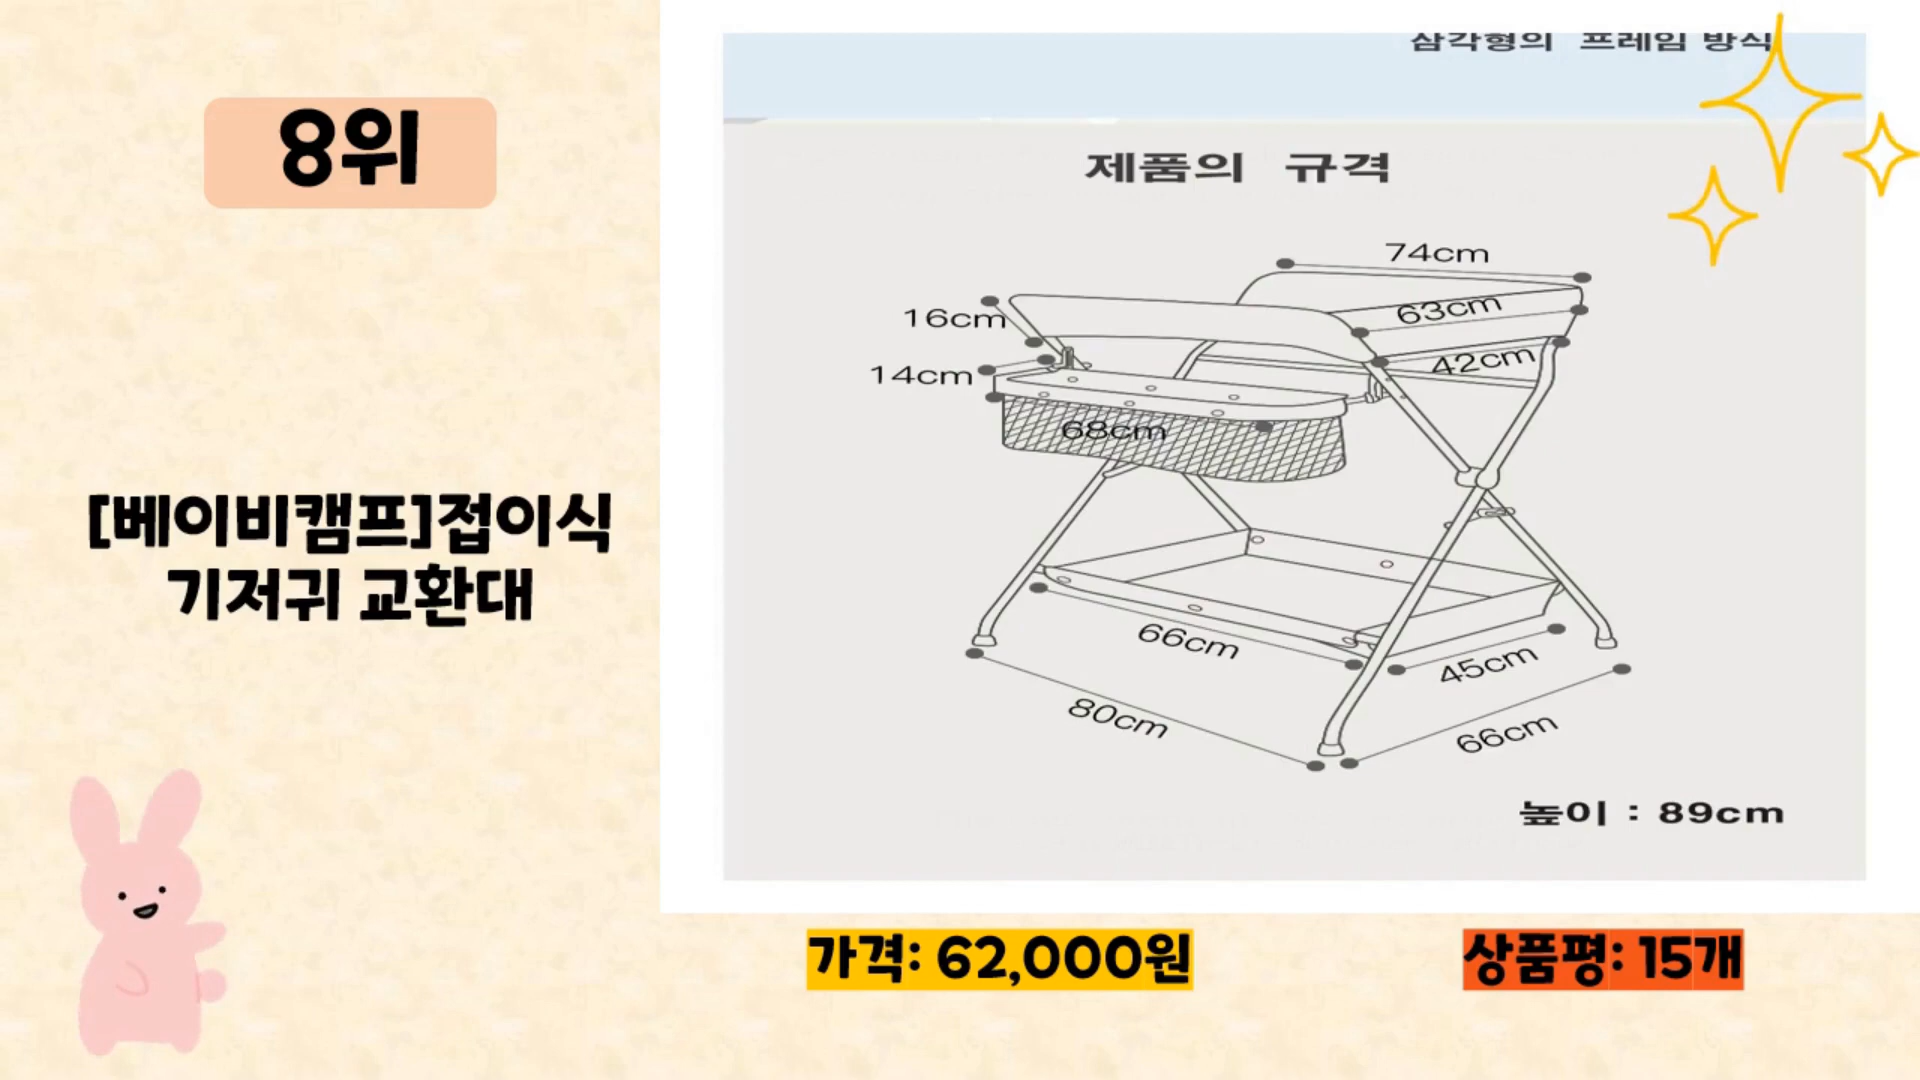 8위
[베이비캠프]접이식
기저귀 교환대
삼각형의 프레임 방식
제품의 규격
74cm
63cm
16cm
42cm
14cm
68cm
66cm
45cm
80cm
66cm
높이 : 89cm
가격: 62,000원
상품평: 15개